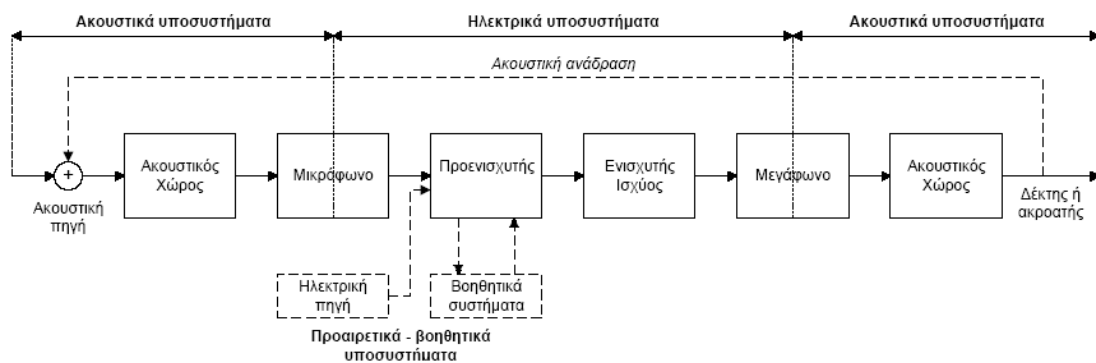 Ακουστικά υποσυστήματα
Ηλεκτρικά υποσυστήματα
Ακουστικά υποσυστήματα
Ακουστική ανάδραση
+
Ακουστική
πηγή
Ακουστικός
Χώρος
Μικρόφωνο
Προενισχυτής
Ενισχυτής
Ισχύος
Μεγάφωνο
Ακουστικός
Χώρος
Δέκτης ή
ακροατής
Ηλεκτρική
πηγή
Βοηθητικά
συστήματα
Προαιρετικά - βοηθητικά
υποσυστήματα